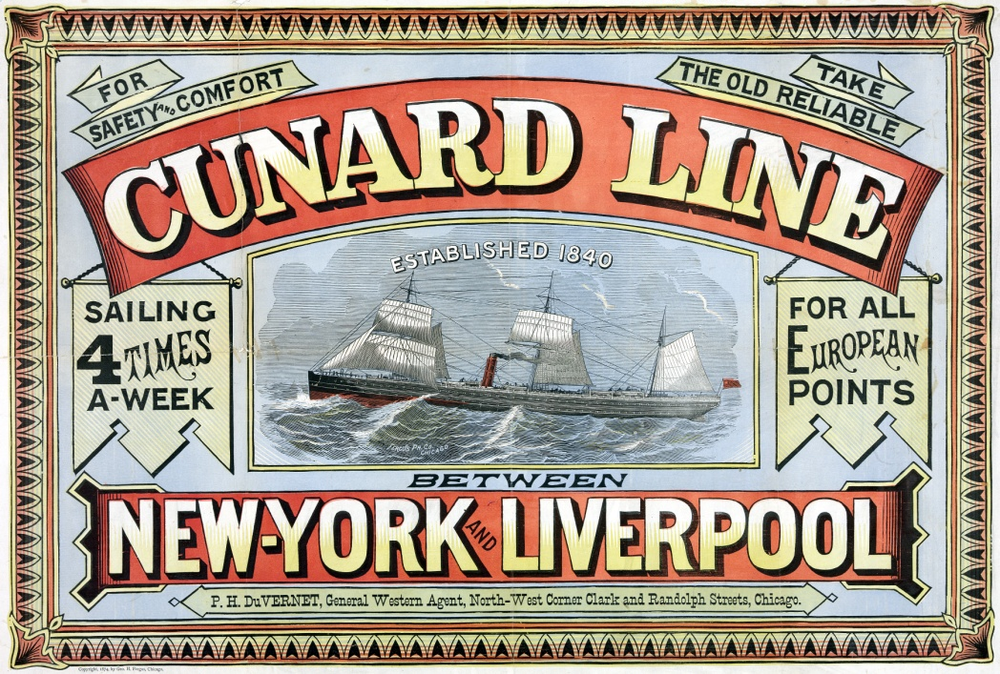 FOR
SAFETY AND COMFORT
TAKE
THE OLD RELIABLE
CUNARD LINE
ESTABLISHED 1840
SAILING
4 TIMES
A-WEEK
FOR ALL
EUROPEAN
POINTS
FERGUS PR. CO.
CHICAGO
BETWEEN
NEW-YORK AND LIVERPOOL
P. H. DuVERNET, General Western Agent, North-West Corner Clark and Randolph Streets, Chicago.
Copyright, 1874, by Geo. H. Fergus, Chicago.